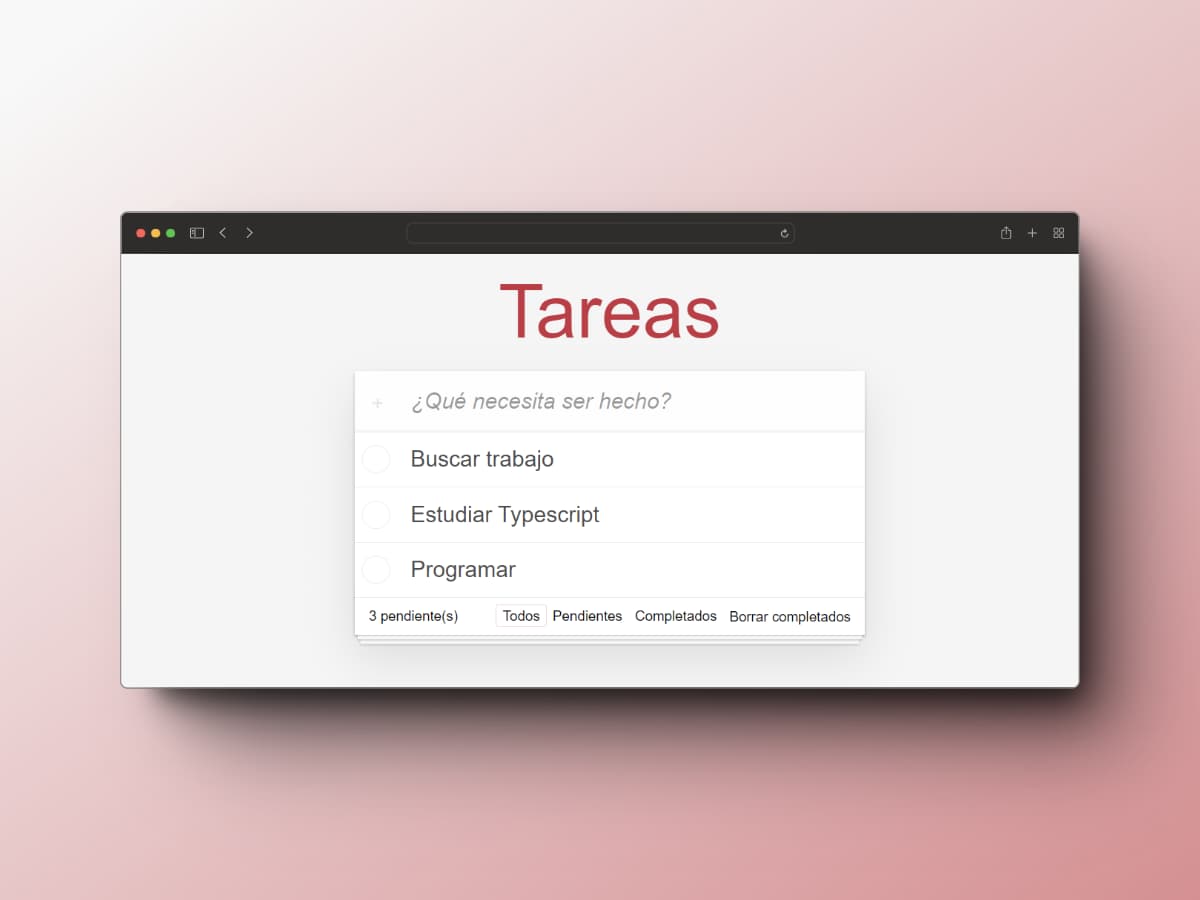 Tareas
¿Qué necesita ser hecho?
Buscar trabajo
Estudiar Typescript
Programar
3 pendiente(s) Todos Pendientes Completados Borrar completados